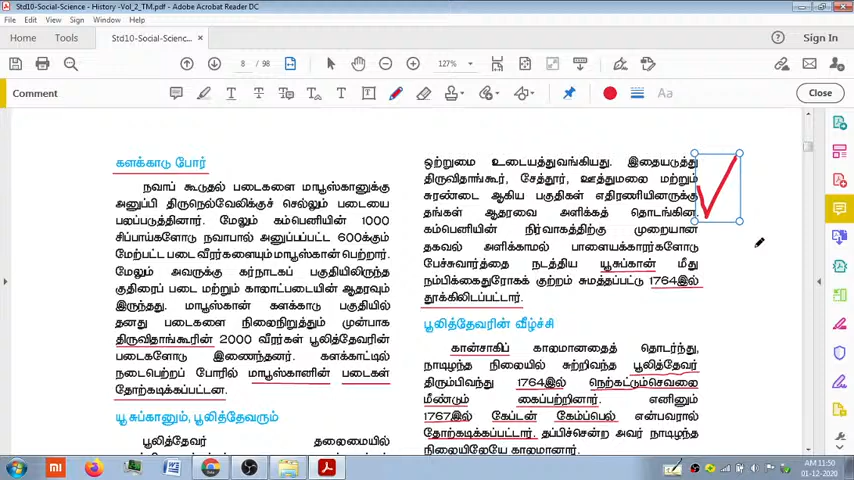 Std10-Social-Science - History -Vol_2_TM.pdf - Adobe Acrobat Reader DC
File Edit View Sign Window Help
Home Tools Std10-Social-Scienc... × Sign In
8 / 98 127%
Comment Close
களக்காடு போர்
நவாப் கூடுதல் படைகளை மாபூஸ்கானுக்கு
அனுப்பி திருநெல்வேலிக்குச் செல்லும் படையை
பலப்படுத்தினார். மேலும் கம்பெனியின் 1000
சிப்பாய்களோடு நவாபால் அனுப்பப்பட்ட 600க்கும்
மேற்பட்ட படை வீரர்களையும் மாபூஸ்கான் பெற்றார்.
மேலும் அவருக்கு கர்நாடகப் பகுதியிலிருந்த
குதிரைப் படை மற்றும் காலாட்படையின் ஆதரவும்
இருந்தது. மாபூஸ்கான் களக்காடு பகுதியில்
தனது படைகளை நிலைநிறுத்தும் முன்பாக
திருவிதாங்கூரின் 2000 வீரர்கள் பூலித்தேவரின்
படைகளோடு இணைந்தனர். களக்காட்டில்
நடைபெற்றப் போரில் மாபூஸ்கானின் படைகள்
தோற்கடிக்கப்பட்டன.
யூசுப்கானும், பூலித்தேவரும்
பூலித்தேவர் தலைமையில்
ஒற்றுமை உடையத்துவங்கியது. இதையடுத்து
திருவிதாங்கூர், சேத்தூர், ஊத்துமலை மற்றும்
சுரண்டை ஆகிய பகுதிகள் எதிரணியினருக்கு
தங்கள் ஆதரவை அளிக்கத் தொடங்கின.
கம்பெனியின் நிர்வாகத்திற்கு முறையான
தகவல் அளிக்காமல் பாளையக்காரர்களோடு
பேச்சுவார்த்தை நடத்திய யூசுப்கான் மீது
நம்பிக்கைதுரோகக் குற்றம் சுமத்தப்பட்டு 1764இல்
தூக்கிலிடப்பட்டார்.
பூலித்தேவரின் வீழ்ச்சி
கான்சாகிப் காலமானதைத் தொடர்ந்து,
நாடிழந்த நிலையில் சுற்றிவந்த பூலித்தேவர்
திரும்பிவந்து 1764இல் நெற்கட்டும்செவலை
மீண்டும் கைப்பற்றினார். எனினும்
1767இல் கேப்டன் கேம்ப்பெல் என்பவரால்
தோற்கடிக்கப்பட்டார். தப்பிச்சென்ற அவர் நாடிழந்த
நிலையிலேயே காலமானார்.
AM 11:50
01-12-2020